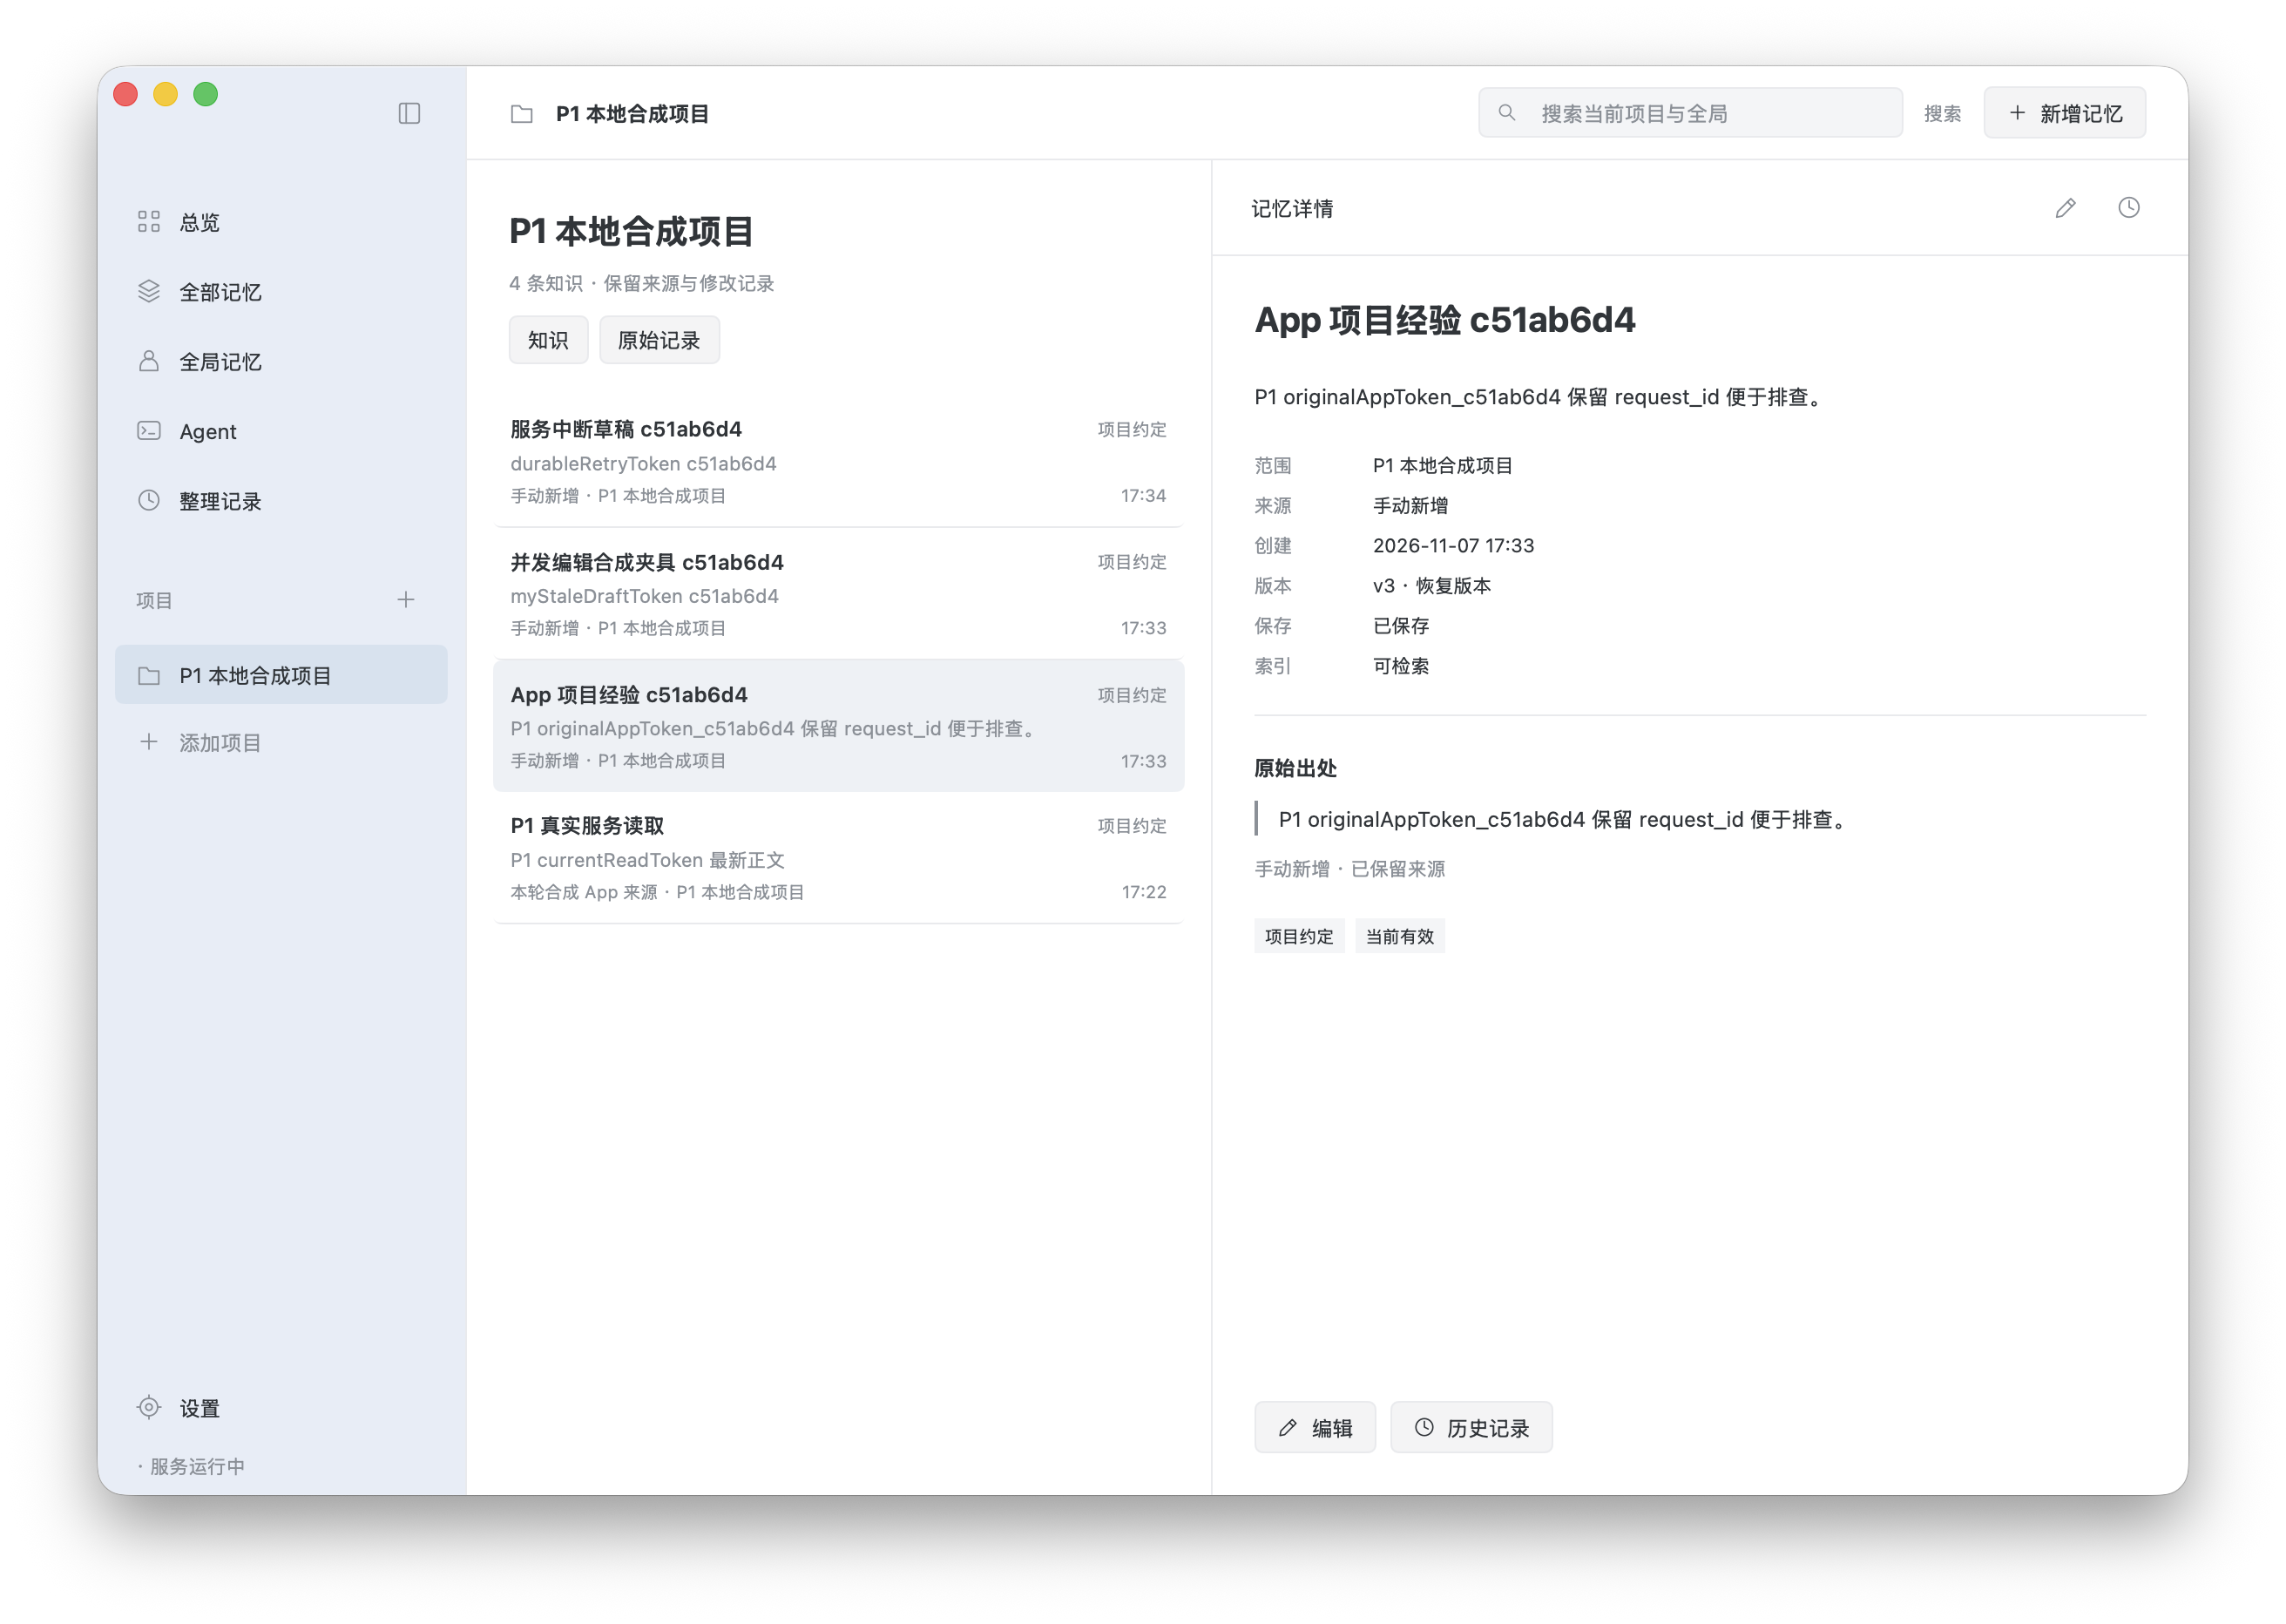 总览
全部记忆
全局记忆
Agent
整理记录
项目
P1 本地合成项目
添加项目
设置
· 服务运行中
P1 本地合成项目
搜索当前项目与全局
搜索
新增记忆
P1 本地合成项目
4 条知识 · 保留来源与修改记录
知识
原始记录
服务中断草稿 c51ab6d4
项目约定
durableRetryToken c51ab6d4
手动新增 · P1 本地合成项目
17:34
并发编辑合成夹具 c51ab6d4
项目约定
myStaleDraftToken c51ab6d4
手动新增 · P1 本地合成项目
17:33
App 项目经验 c51ab6d4
项目约定
P1 originalAppToken_c51ab6d4 保留 request_id 便于排查。
手动新增 · P1 本地合成项目
17:33
P1 真实服务读取
项目约定
P1 currentReadToken 最新正文
本轮合成 App 来源 · P1 本地合成项目
17:22
记忆详情
App 项目经验 c51ab6d4
P1 originalAppToken_c51ab6d4 保留 request_id 便于排查。
范围 P1 本地合成项目
来源 手动新增
创建 2026-11-07 17:33
版本 v3 · 恢复版本
保存 已保存
索引 可检索
原始出处
P1 originalAppToken_c51ab6d4 保留 request_id 便于排查。
手动新增 · 已保留来源
项目约定
当前有效
编辑
历史记录